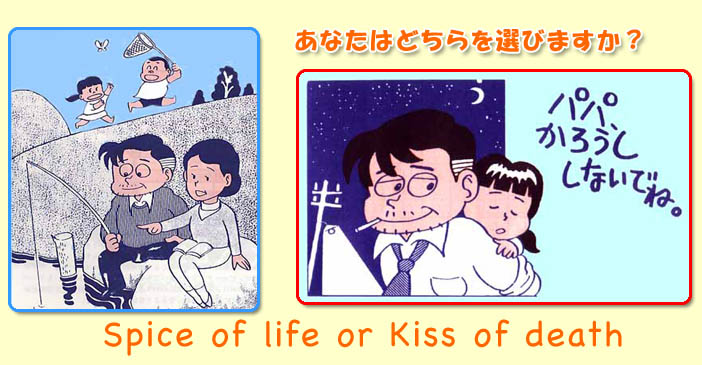 あなたはどちらを選びますか？
パパ、
かろうし
しないでね。
Spice of life or Kiss of death